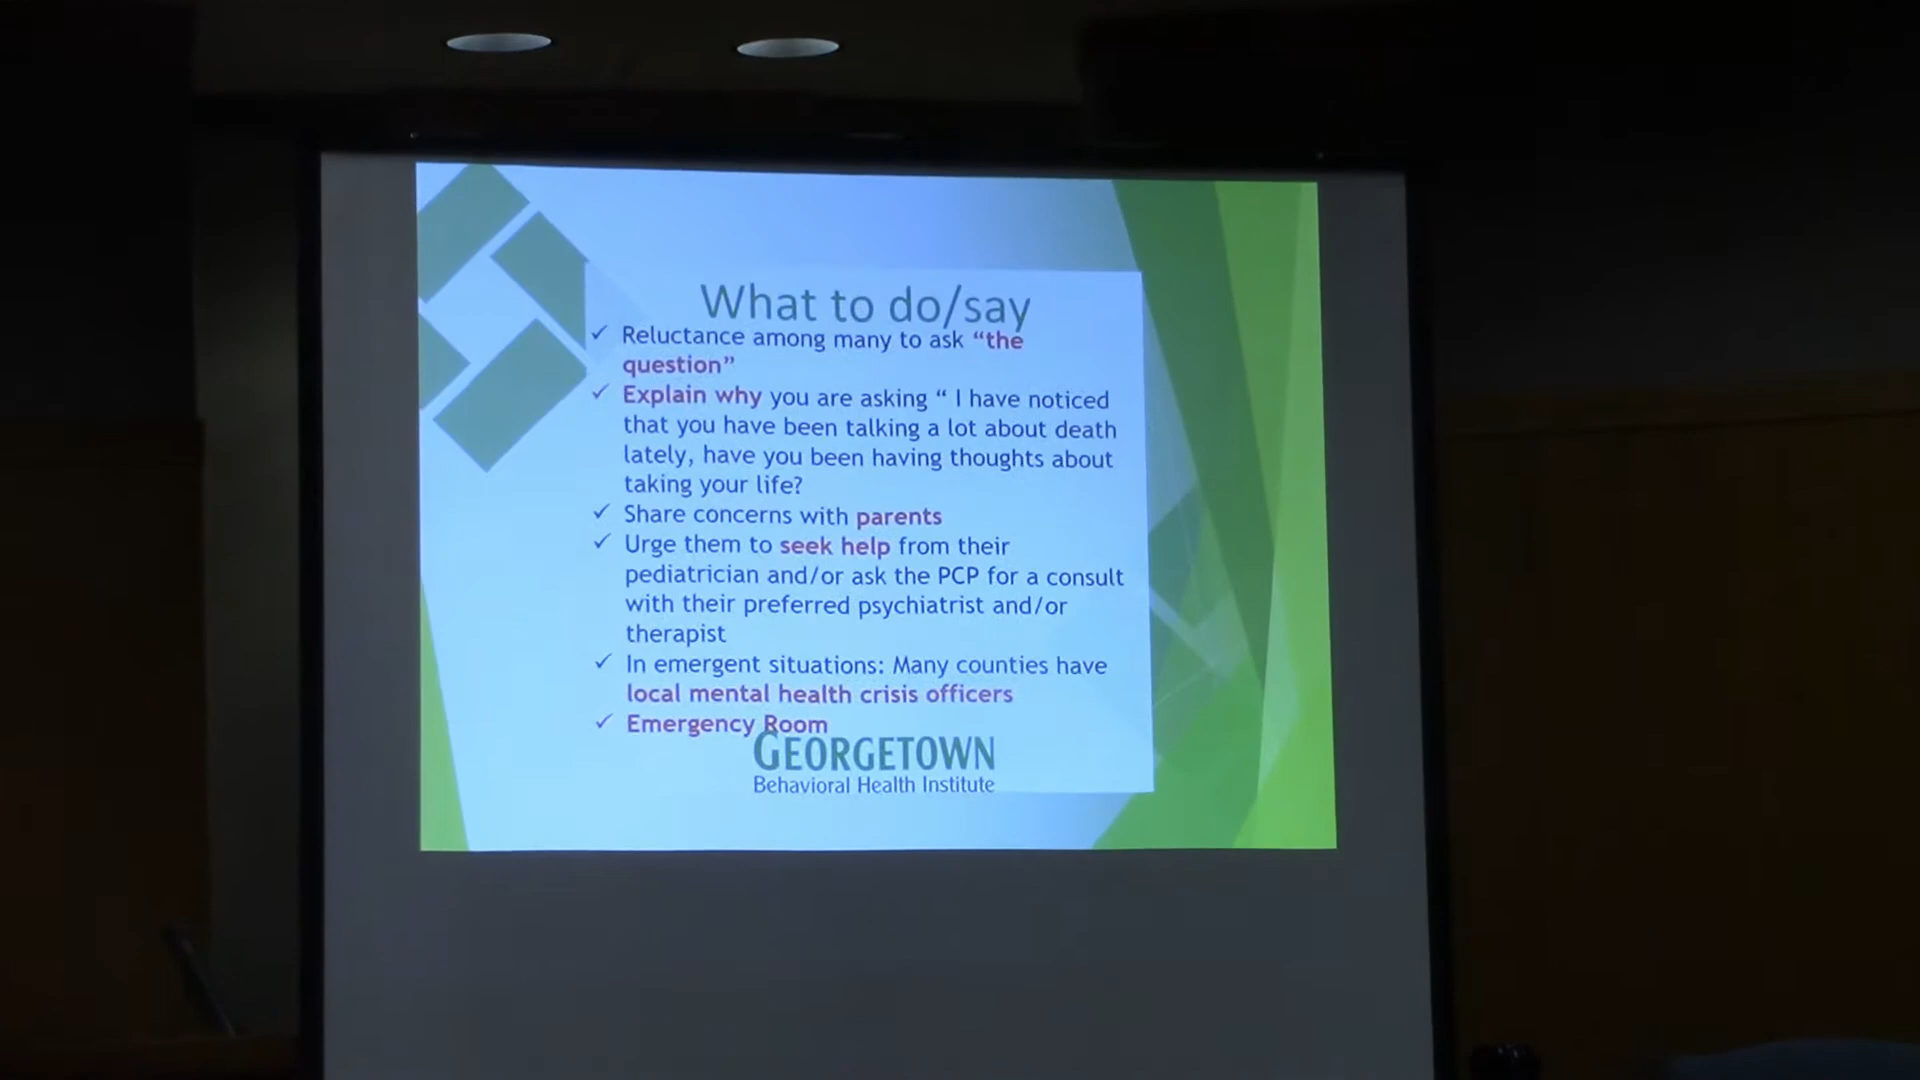 What to do/say
✓ Reluctance among many to ask “the
question”
✓ Explain why you are asking “ I have noticed
that you have been talking a lot about death
lately, have you been having thoughts about
taking your life?
✓ Share concerns with parents
✓ Urge them to seek help from their
pediatrician and/or ask the PCP for a consult
with their preferred psychiatrist and/or
therapist
✓ In emergent situations: Many counties have
local mental health crisis officers
✓ Emergency Room
GEORGETOWN
Behavioral Health Institute